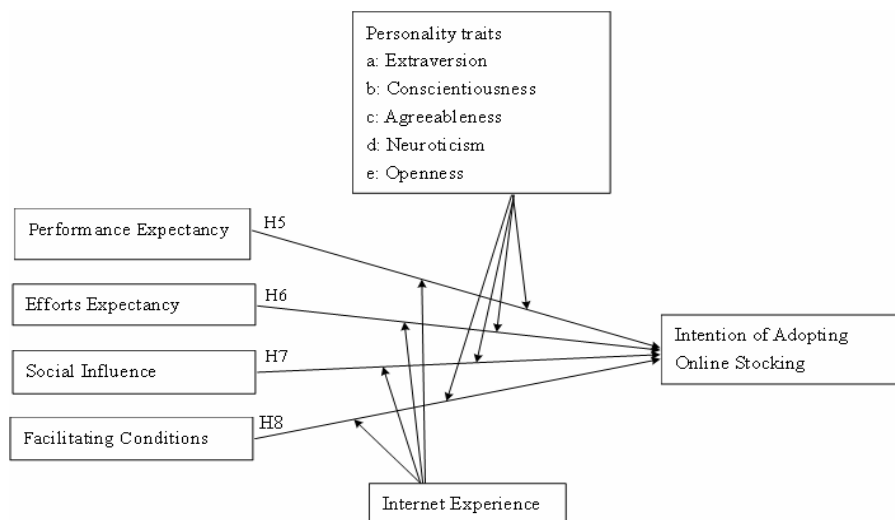 Personality traits
a: Extraversion
b: Conscientiousness
c: Agreeableness
d: Neuroticism
e: Openness
Performance Expectancy
H5
Efforts Expectancy
H6
Social Influence
H7
Facilitating Conditions
H8
Intention of Adopting
Online Stocking
Internet Experience